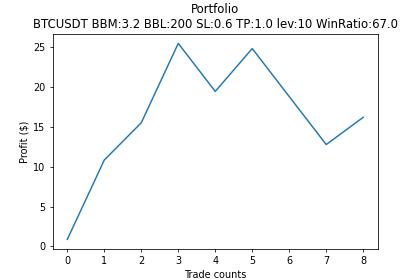 Portfolio
BTCUSDT BBM:3.2 BBL:200 SL:0.6 TP:1.0 lev:10 WinRatio:67.0
25
20
15
10
5
0
Profit ($)
0 1 2 3 4 5 6 7 8
Trade counts